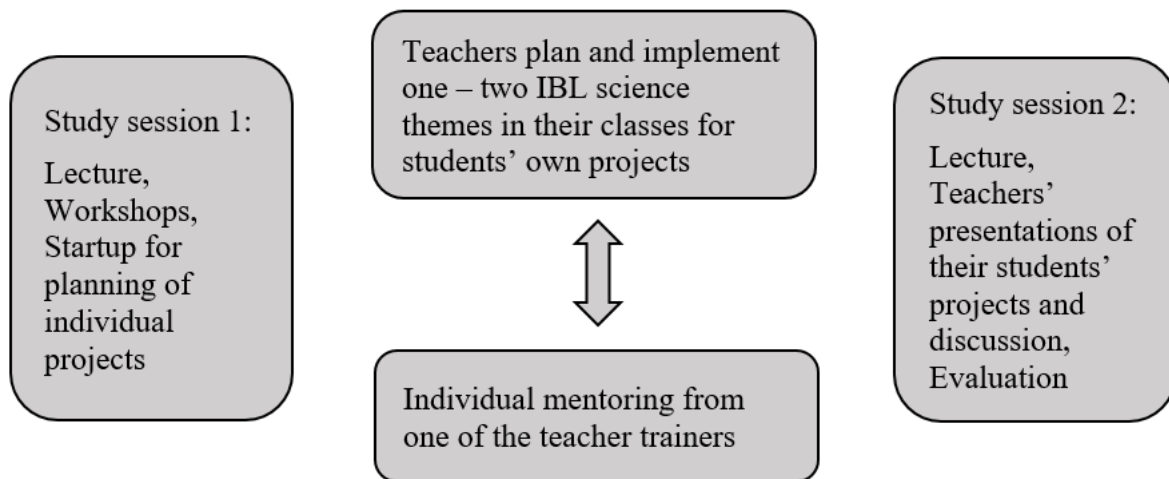 Study session 1:
Lecture,
Workshops,
Startup for
planning of
individual
projects
Teachers plan and implement
one – two IBL science
themes in their classes for
students’ own projects
Individual mentoring from
one of the teacher trainers
Study session 2:
Lecture,
Teachers’
presentations of
their students’
projects and
discussion,
Evaluation